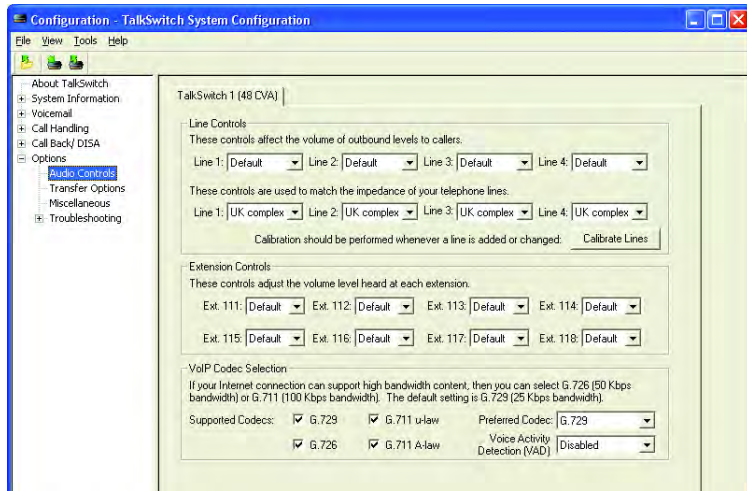 Configuration - TalkSwitch System Configuration
File View Tools Help
About TalkSwitch
System Information
Voicemail
Call Handling
Call Back/ DISA
Options
Audio Controls
Transfer Options
Miscellaneous
Troubleshooting
TalkSwitch 1 (48 CVA)
Line Controls
These controls affect the volume of outbound levels to callers.
Line 1: Default Line 2: Default Line 3: Default Line 4: Default
These controls are used to match the impedance of your telephone lines.
Line 1: UK complex Line 2: UK complex Line 3: UK complex Line 4: UK complex
Calibration should be performed whenever a line is added or changed: Calibrate Lines
Extension Controls
These controls adjust the volume level heard at each extension.
Ext. 111: Default Ext. 112: Default Ext. 113: Default Ext. 114: Default
Ext. 115: Default Ext. 116: Default Ext. 117: Default Ext. 118: Default
VoIP Codec Selection
If your Internet connection can support high bandwidth content, then you can select G.726 (50 Kbps
bandwidth) or G.711 (100 Kbps bandwidth). The default setting is G.729 (25 Kbps bandwidth).
Supported Codecs: G.729 G.711 u-law Preferred Codec: G.729
G.726 G.711 A-law Voice Activity
Detection (VAD) Disabled